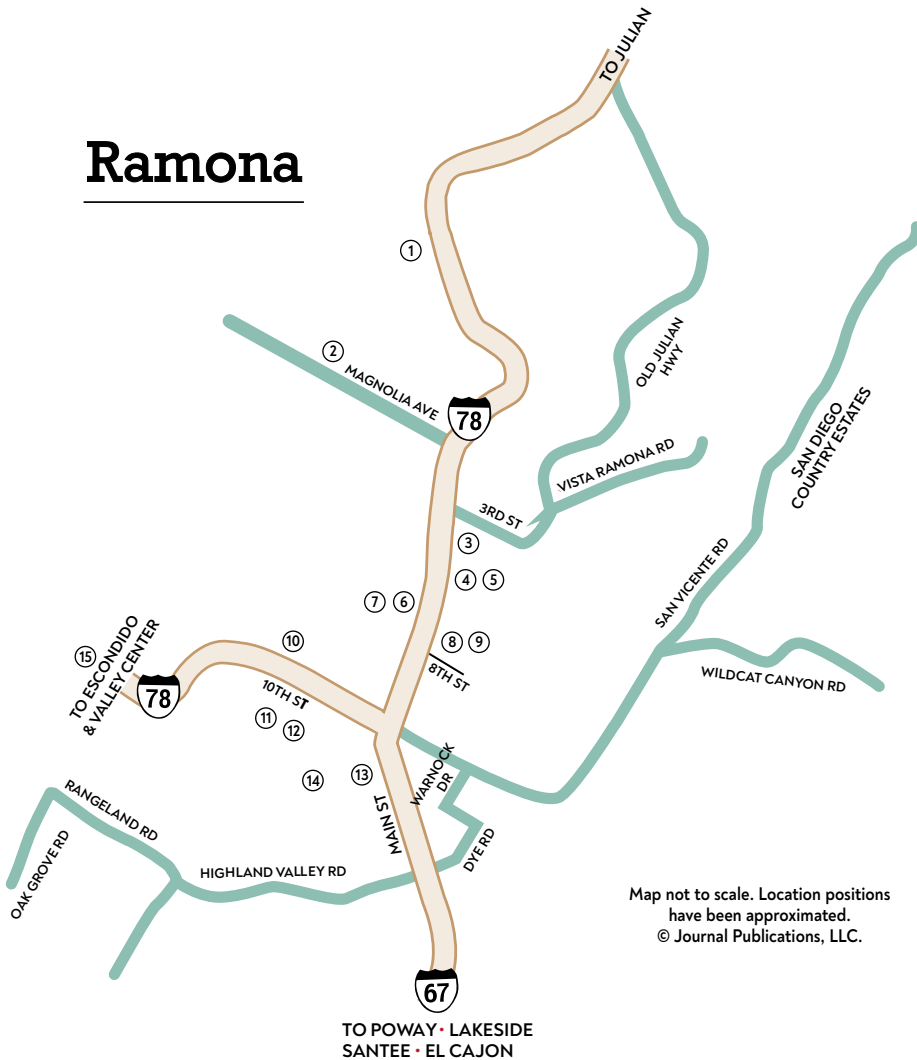 TO JULIAN
Ramona
1
2
MAGNOLIA AVE
OLD JULIAN
HWY
78
SAN DIEGO
COUNTRY ESTATES
VISTA RAMONA RD
3RD ST
3
4
5
7
6
SAN VICENTE RD
8
9
8TH ST
10
15
TO ESCONDIDO
& VALLEY CENTER
78
10TH ST
WILDCAT CANYON RD
11
12
13
14
WARNOCK
DR
MAIN ST
RANGELAND RD
OAK GROVE RD
HIGHLAND VALLEY RD
DYE RD
Map not to scale. Location positions
have been approximated.
© Journal Publications, LLC.
67
TO POWAY • LAKESIDE
SANTEE • EL CAJON